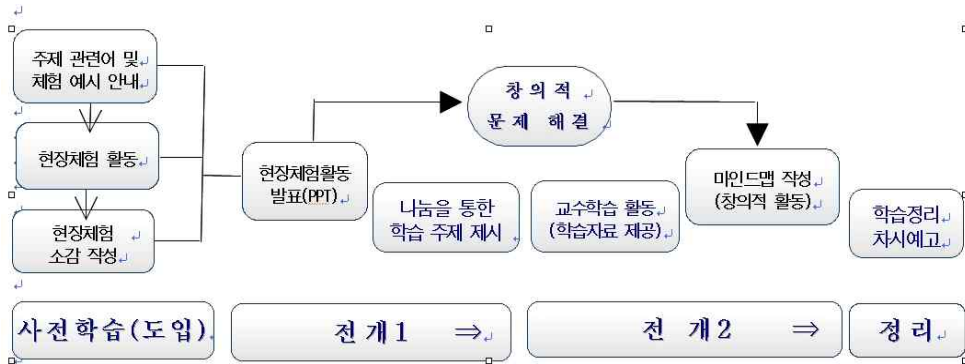 주제 관련어 및
체험 예시 안내
현장체험 활동
현장체험
소감 작성
현장체험활동
발표(PPT)
나눔을 통한
학습 주제 제시
창 의 적
문 제 해 결
교수학습 활동
(학습자료 제공)
마인드맵 작성
(창의적 활동)
학습정리
차시예고
사전학습(도입)
전 개 1 ⇒
전 개 2 ⇒
정 리